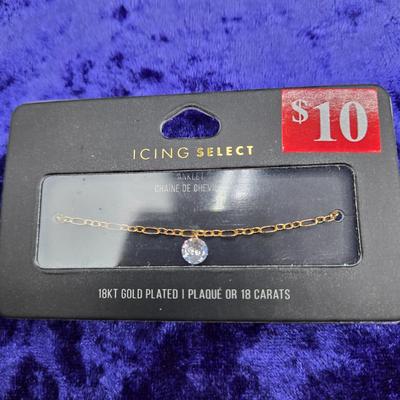 $10
ICING SELECT
ANKLET
CHAÎNE DE CHEVILLE
18KT GOLD PLATED | PLAQUÉ OR 18 CARATS